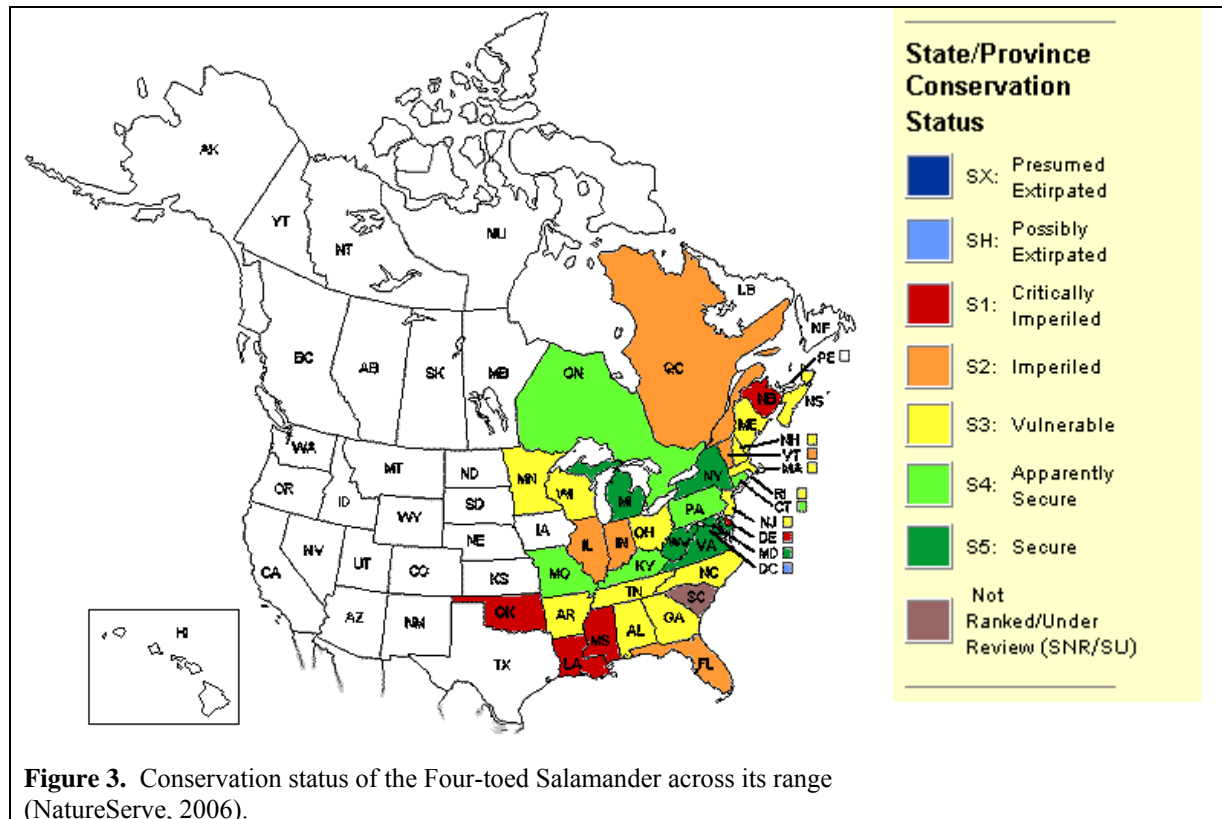 AK
YT
NT
NU
BC
AB
SK
MB
ON
QC
LB
NF
PE
NB
NS
ME
NH
VT
MA
RI
CT
NJ
DE
MD
DC
WA
OR
ID
MT
ND
SD
WY
NE
MN
WI
IA
MI
NY
PA
OH
IL
IN
WV
VA
KY
MO
CA
NV
UT
CO
KS
AZ
NM
OK
AR
TN
NC
SC
TX
LA
MS
AL
GA
FL
HI
State/Province
Conservation
Status
SX: Presumed
Extirpated
SH: Possibly
Extirpated
S1: Critically
Imperiled
S2: Imperiled
S3: Vulnerable
S4: Apparently
Secure
S5: Secure
Not
Ranked/Under
Review (SNR/SU)
Figure 3. Conservation status of the Four-toed Salamander across its range
(NatureServe, 2006).